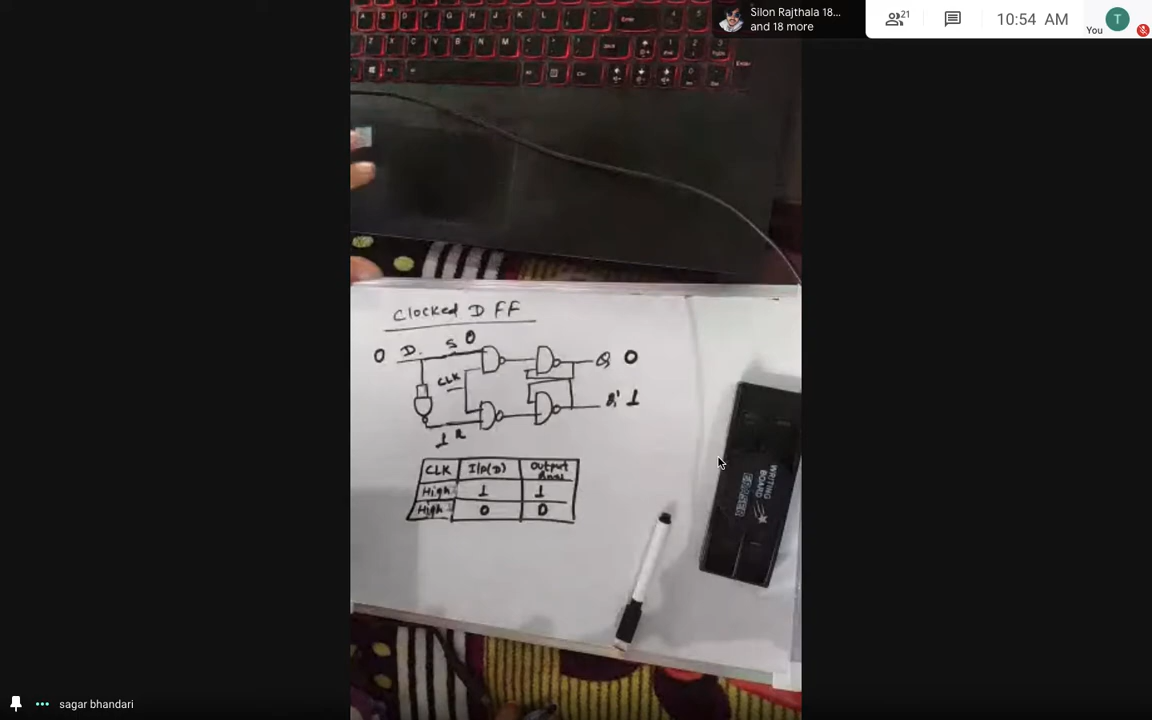 Silon Rajthala 18...
and 18 more
21
10:54 AM
T
You
Clocked D FF
0 D. S 0
Q 0
CLK
Q' 1
1 R
CLK I/P(D) Output
High 1 1
High 0 0
WRITING
BOARD
ERASER
sagar bhandari